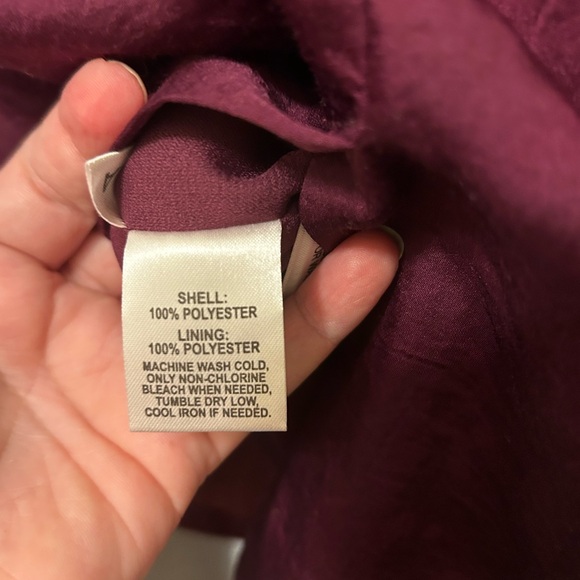 SHELL:
100% POLYESTER
LINING:
100% POLYESTER
MACHINE WASH COLD,
ONLY NON-CHLORINE
BLEACH WHEN NEEDED,
TUMBLE DRY LOW,
COOL IRON IF NEEDED.